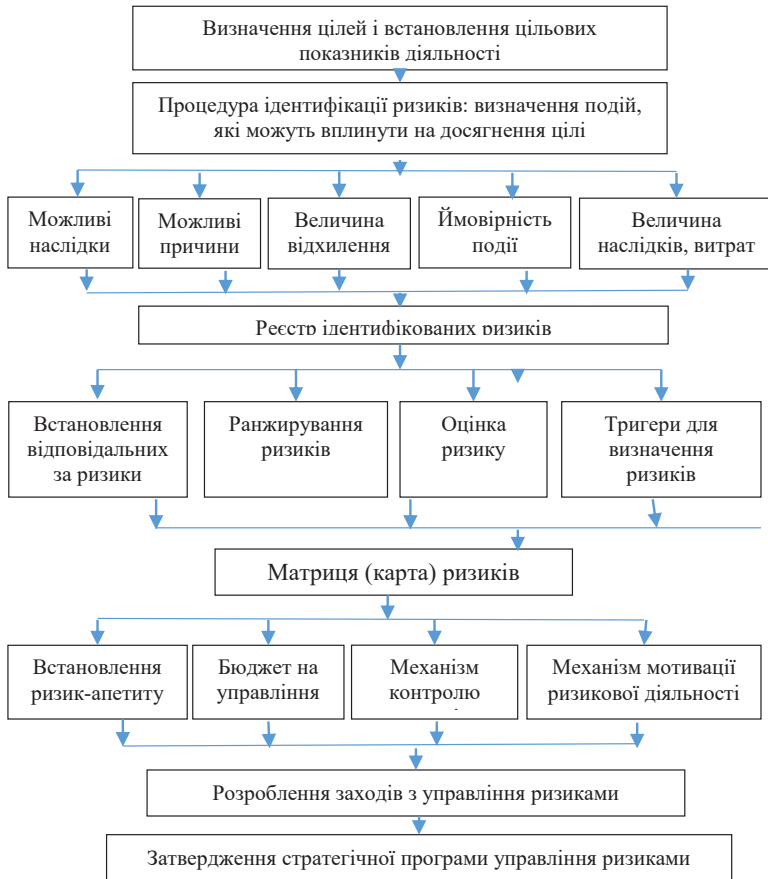 Визначення цілей і встановлення цільових
показників діяльності
Процедура ідентифікації ризиків: визначення подій,
які можуть вплинути на досягнення цілі
Можливі
наслідки
Можливі
причини
Величина
відхилення
Ймовірність
події
Величина
наслідків, витрат
Реєстр ідентифікованих ризиків
Встановлення
відповідальних
за ризики
Ранжирування
ризиків
Оцінка
ризику
Тригери для
визначення
ризиків
Матриця (карта) ризиків
Встановлення
ризик-апетиту
Бюджет на
управління
Механізм
контролю
Механізм мотивації
ризикової діяльності
Розроблення заходів з управління ризиками
Затвердження стратегічної програми управління ризиками